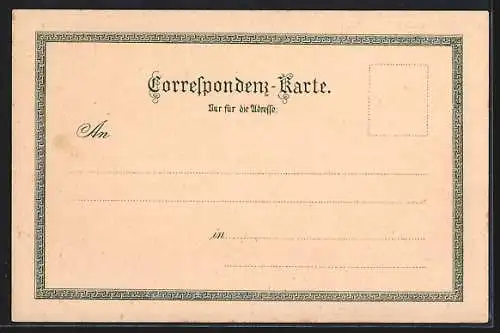 Correſpondenz-Karte.
Nur für die Adreſſe.
An
in